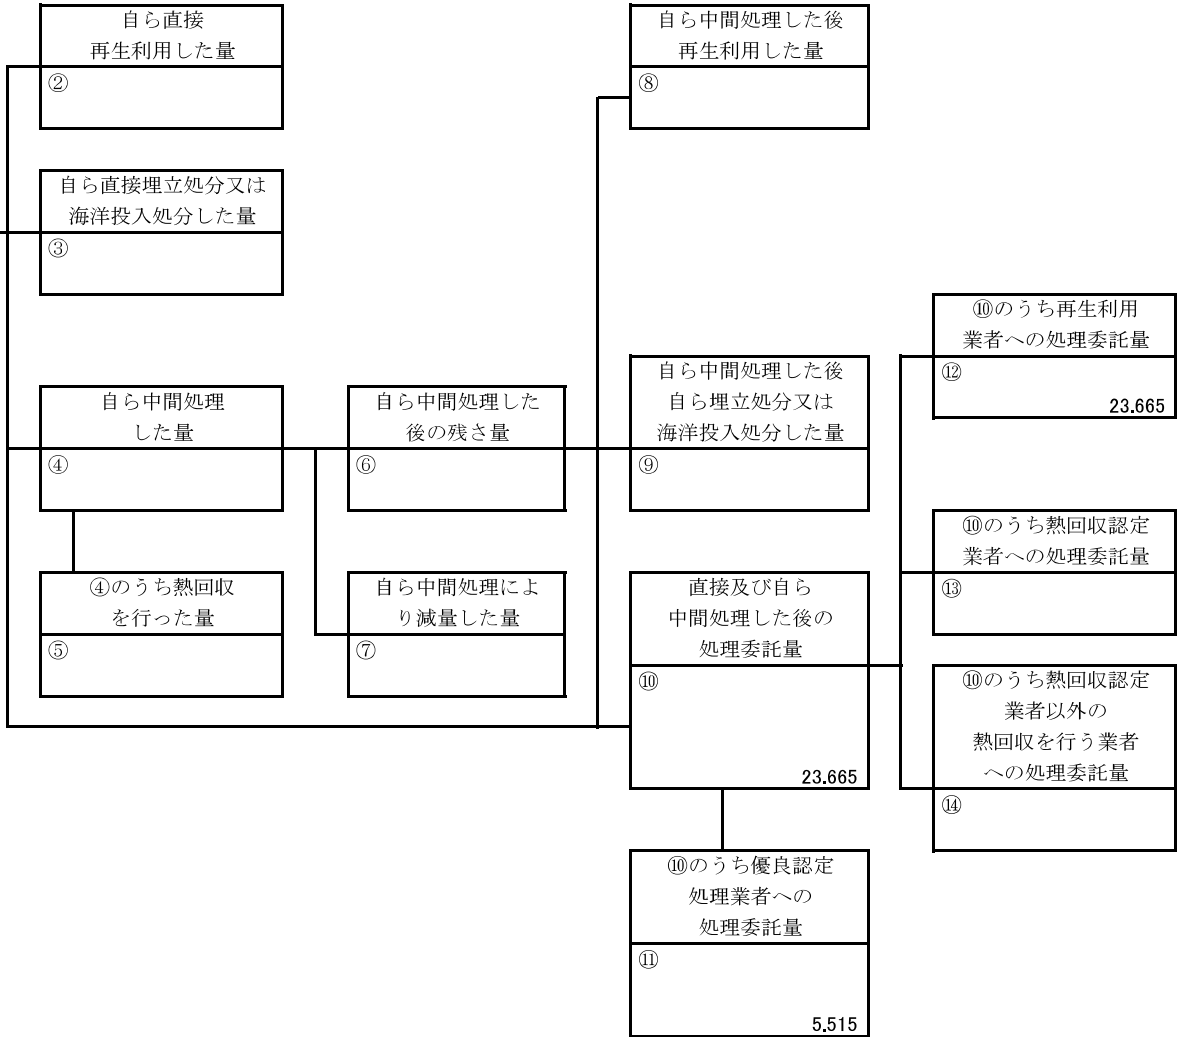 自ら直接
再生利用した量
②
自ら直接埋立処分又は
海洋投入処分した量
③
自ら中間処理
した量
④
④のうち熱回収
を行った量
⑤
自ら中間処理した
後の残さ量
⑥
自ら中間処理によ
り減量した量
⑦
自ら中間処理した後
再生利用した量
⑧
自ら中間処理した後
自ら埋立処分又は
海洋投入処分した量
⑨
直接及び自ら
中間処理した後の
処理委託量
⑩
23.665
⑩のうち優良認定
処理業者への
処理委託量
⑪
5.515
⑩のうち再生利用
業者への処理委託量
⑫
23.665
⑩のうち熱回収認定
業者への処理委託量
⑬
⑩のうち熱回収認定
業者以外の
熱回収を行う業者
への処理委託量
⑭